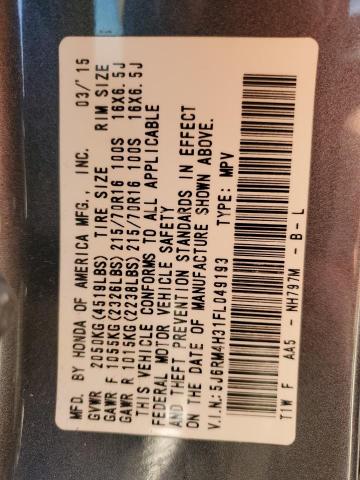 MFD. BY HONDA OF AMERICA MFG., INC. 03/'15
GVWR 2050KG(4519LBS) TIRE SIZE RIM SIZE
GAWR F 1055KG(2326LBS) 215/70R16 100S 16X6.5J
GAWR R 1015KG(2238LBS) 215/70R16 100S 16X6.5J
THIS VEHICLE CONFORMS TO ALL APPLICABLE
FEDERAL MOTOR VEHICLE SAFETY
AND THEFT PREVENTION STANDARDS IN EFFECT
ON THE DATE OF MANUFACTURE SHOWN ABOVE.
V.I.N.:5J6RM4H31FL049193 TYPE: MPV
T1W F AA5 - NH797M - B - L